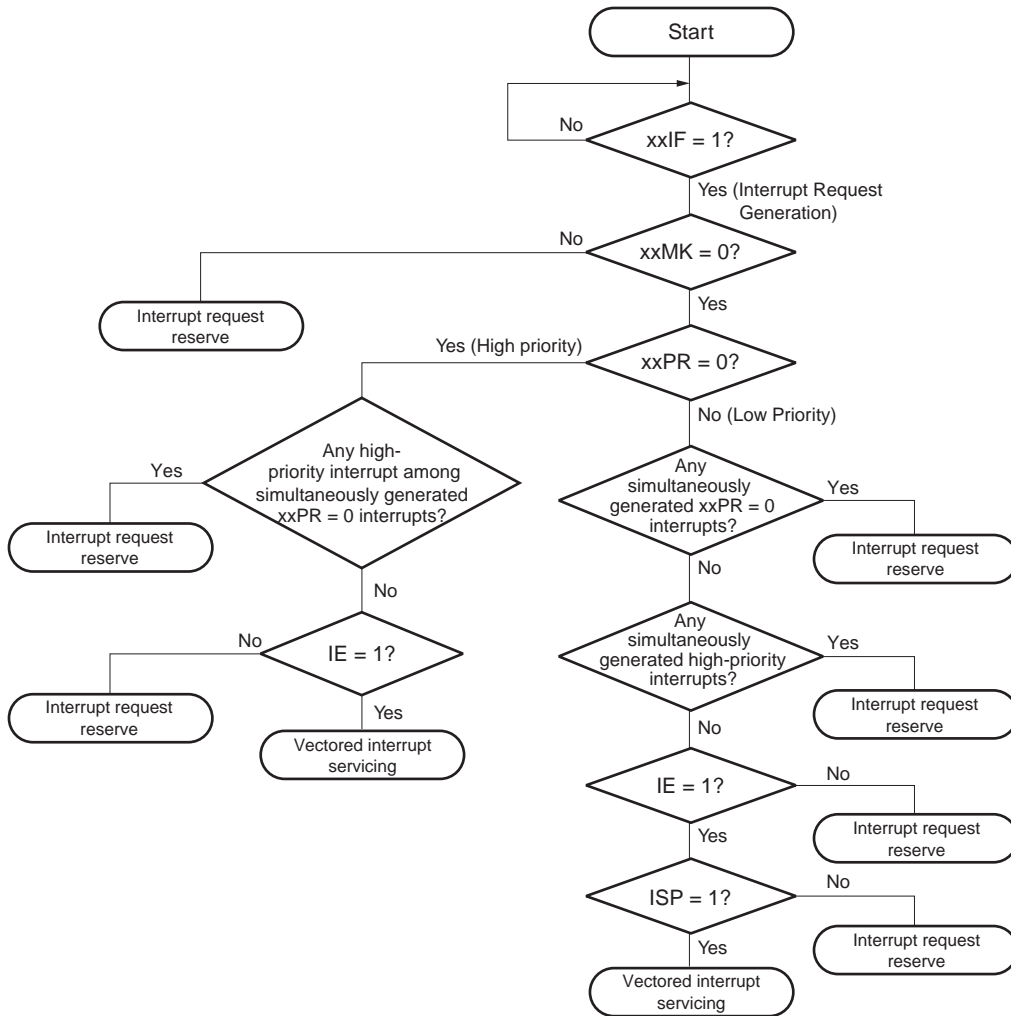 Start
No
xxIF = 1?
Yes (Interrupt Request
Generation)
No
xxMK = 0?
Interrupt request
reserve
Yes
Yes (High priority)
xxPR = 0?
No (Low Priority)
Any high-
priority interrupt among
simultaneously generated
xxPR = 0 interrupts?
Yes
Interrupt request
reserve
Any
simultaneously
generated xxPR = 0
interrupts?
Yes
Interrupt request
reserve
No
No
IE = 1?
No
Interrupt request
reserve
Yes
Vectored interrupt
servicing
Any
simultaneously
generated high-priority
interrupts?
Yes
Interrupt request
reserve
No
IE = 1?
No
Interrupt request
reserve
Yes
ISP = 1?
No
Interrupt request
reserve
Yes
Vectored interrupt
servicing